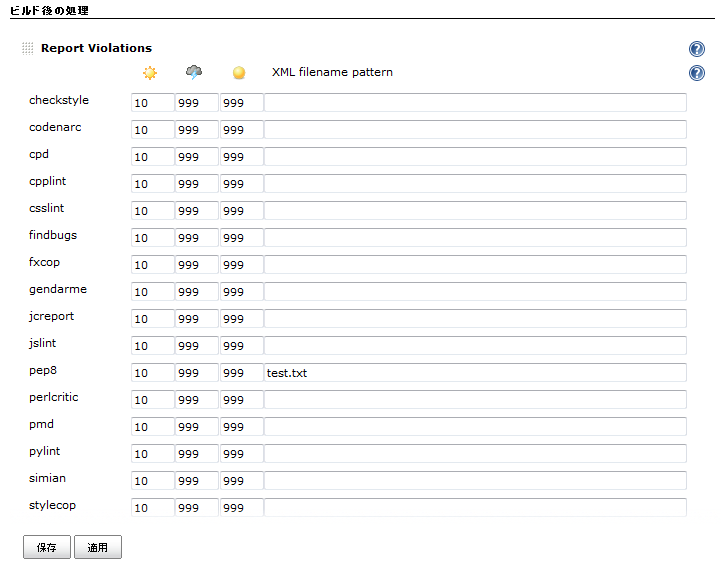 ビルド後の処理
Report Violations
XML filename pattern
checkstyle 10 999 999
codenarc 10 999 999
cpd 10 999 999
cpplint 10 999 999
csslint 10 999 999
findbugs 10 999 999
fxcop 10 999 999
gendarme 10 999 999
jcreport 10 999 999
jslint 10 999 999
pep8 10 999 999 test.txt
perlcritic 10 999 999
pmd 10 999 999
pylint 10 999 999
simian 10 999 999
stylecop 10 999 999
保存 適用